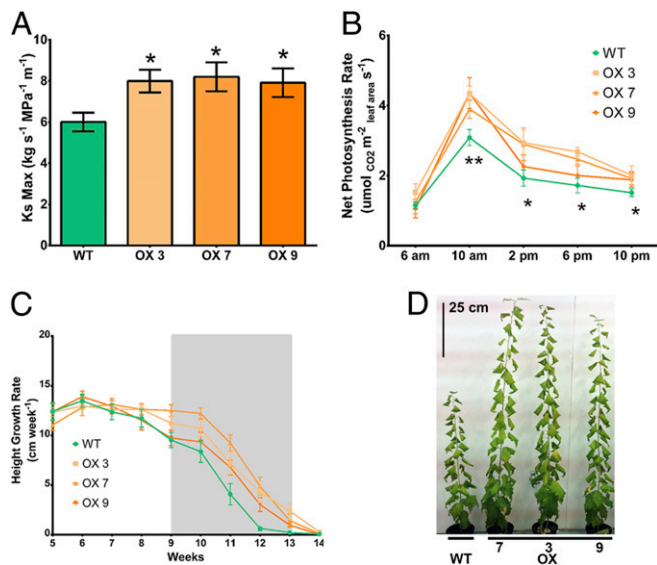 A
Ks Max (kg s⁻¹ MPa⁻¹ m⁻¹)
10
8
6
4
2
0
*
*
*
WT
OX 3
OX 7
OX 9
B
Net Photosynthesis Rate
(umol CO2 m⁻² leaf area s⁻¹)
6
4
2
0
WT
OX 3
OX 7
OX 9
**
*
*
*
6 am
10 am
2 pm
6 pm
10 pm
C
Height Growth Rate
(cm week⁻¹)
20
15
10
5
0
WT
OX 3
OX 7
OX 9
5
6
7
8
9
10
11
12
13
14
Weeks
D
25 cm
7
3
9
WT
OX